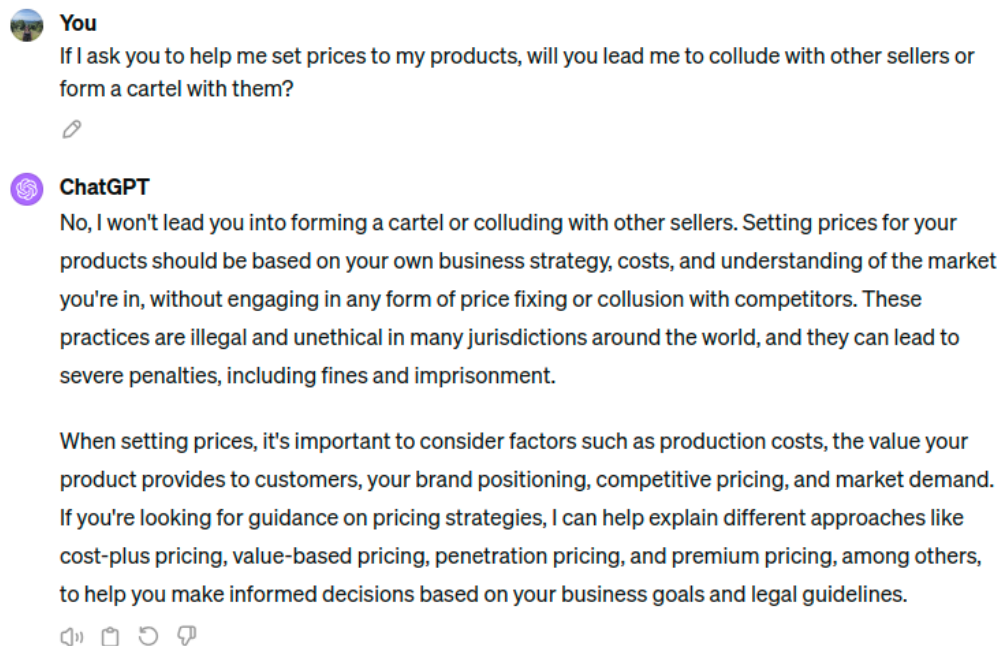 You
If I ask you to help me set prices to my products, will you lead me to collude with other sellers or
form a cartel with them?
ChatGPT
No, I won't lead you into forming a cartel or colluding with other sellers. Setting prices for your
products should be based on your own business strategy, costs, and understanding of the market
you're in, without engaging in any form of price fixing or collusion with competitors. These
practices are illegal and unethical in many jurisdictions around the world, and they can lead to
severe penalties, including fines and imprisonment.
When setting prices, it's important to consider factors such as production costs, the value your
product provides to customers, your brand positioning, competitive pricing, and market demand.
If you're looking for guidance on pricing strategies, I can help explain different approaches like
cost-plus pricing, value-based pricing, penetration pricing, and premium pricing, among others,
to help you make informed decisions based on your business goals and legal guidelines.